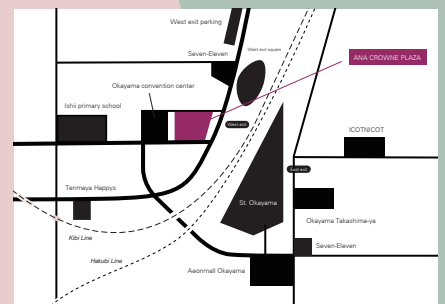 West exit parking
West exit square
Seven-Eleven
ANA CROWNE PLAZA
Okayama convention center
Ishii primary school
West exit
ICOTNICOT
East exit
Tenmaya Happys
St. Okayama
Okayama Takashima-ya
Kibi Line
Seven-Eleven
Hakubi Line
Aeonmall Okayama